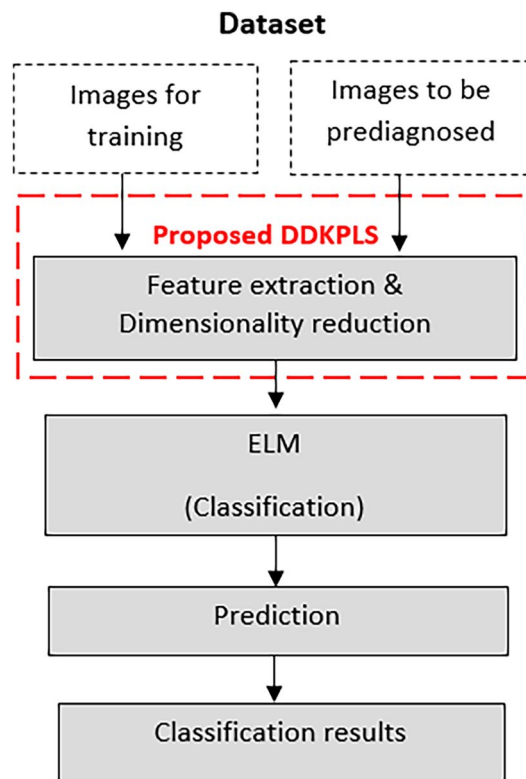 Dataset
Images for
training
Images to be
prediagnosed
Proposed DDKPLS
Feature extraction &
Dimensionality reduction
ELM
(Classification)
Prediction
Classification results